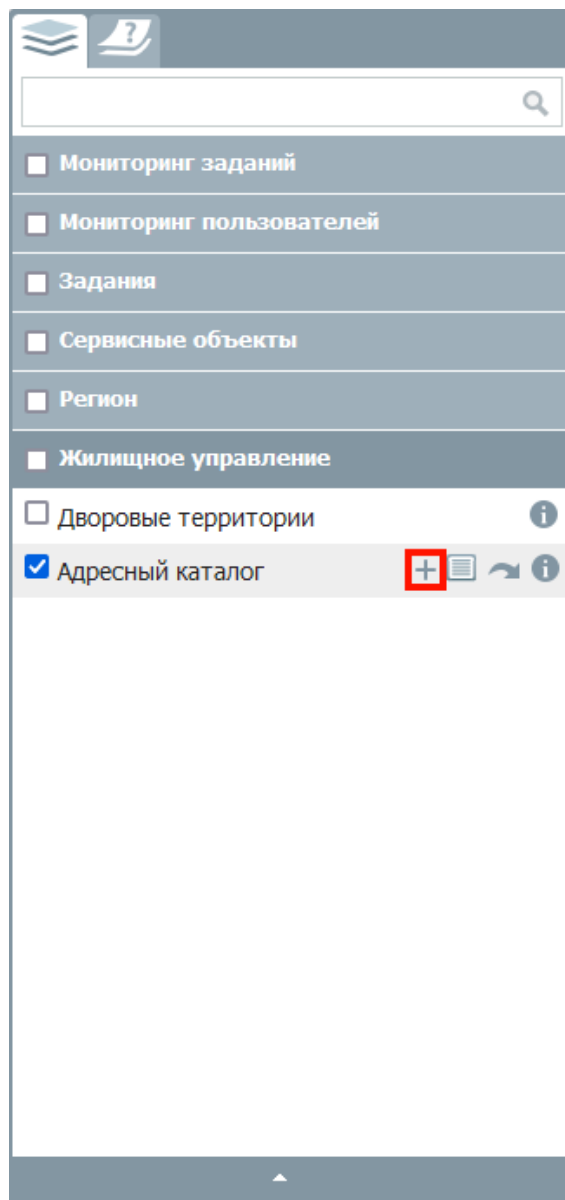 ?
Мониторинг заданий
Мониторинг пользователей
Задания
Сервисные объекты
Регион
Жилищное управление
Дворовые территории
Адресный каталог